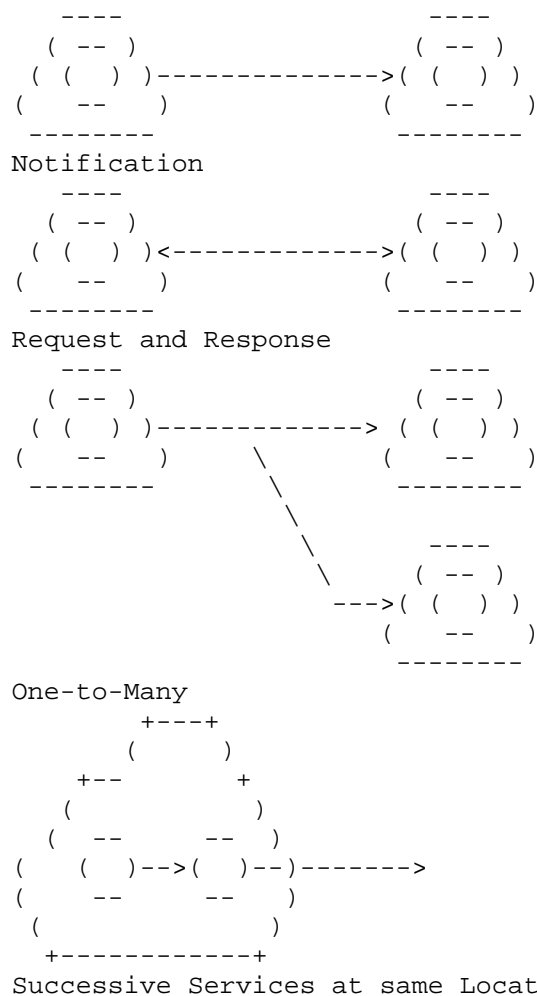 Notification
Request and Response
One-to-Many
Successive Services at same Locat